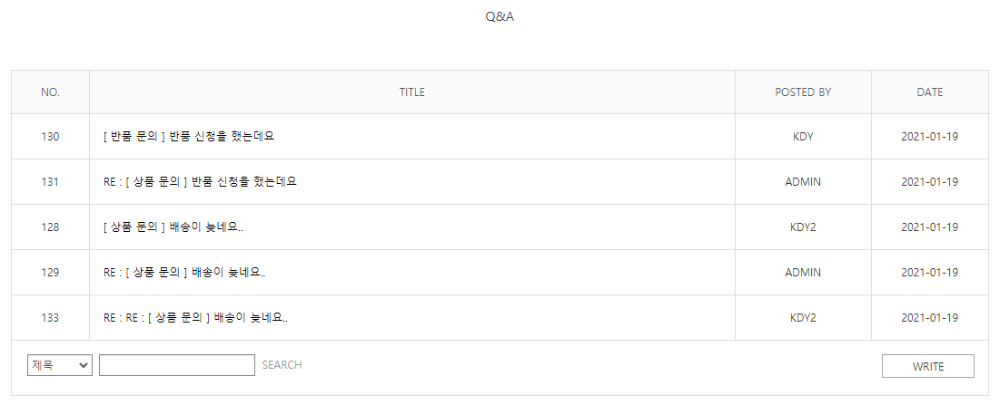 Q&A
NO. TITLE POSTED BY DATE
130 [ 반품 문의 ] 반품 신청을 했는데요 KDY 2021-01-19
131 RE : [ 상품 문의 ] 반품 신청을 했는데요 ADMIN 2021-01-19
128 [ 상품 문의 ] 배송이 늦네요.. KDY2 2021-01-19
129 RE : [ 상품 문의 ] 배송이 늦네요.. ADMIN 2021-01-19
133 RE : RE : [ 상품 문의 ] 배송이 늦네요.. KDY2 2021-01-19
제목 SEARCH WRITE